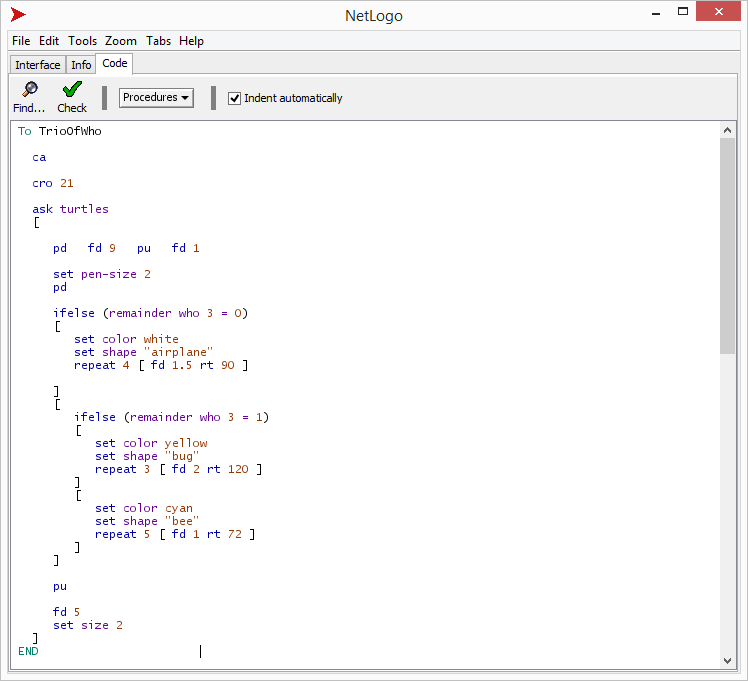 NetLogo
File Edit Tools Zoom Tabs Help
Interface Info Code
Find... Check Procedures Indent automatically
To TrioOfWho
ca
cro 21
ask turtles
[
pd fd 9 pu fd 1
set pen-size 2
pd
ifelse (remainder who 3 = 0)
[
set color white
set shape "airplane"
repeat 4 [ fd 1.5 rt 90 ]
]
[
ifelse (remainder who 3 = 1)
[
set color yellow
set shape "bug"
repeat 3 [ fd 2 rt 120 ]
]
[
set color cyan
set shape "bee"
repeat 5 [ fd 1 rt 72 ]
]
]
pu
fd 5
set size 2
]
END